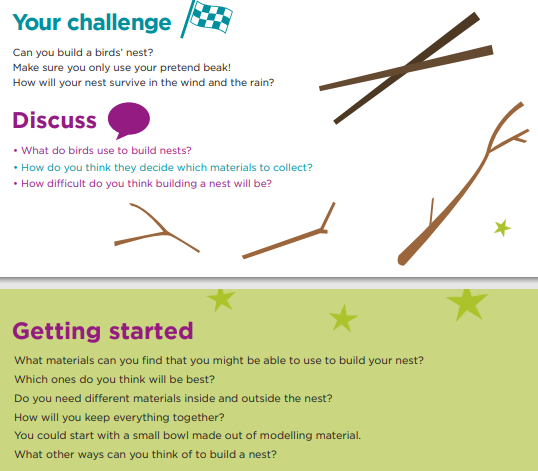 Your challenge
Can you build a birds' nest?
Make sure you only use your pretend beak!
How will your nest survive in the wind and the rain?
Discuss
• What do birds use to build nests?
• How do you think they decide which materials to collect?
• How difficult do you think building a nest will be?
Getting started
What materials can you find that you might be able to use to build your nest?
Which ones do you think will be best?
Do you need different materials inside and outside the nest?
How will you keep everything together?
You could start with a small bowl made out of modelling material.
What other ways can you think of to build a nest?